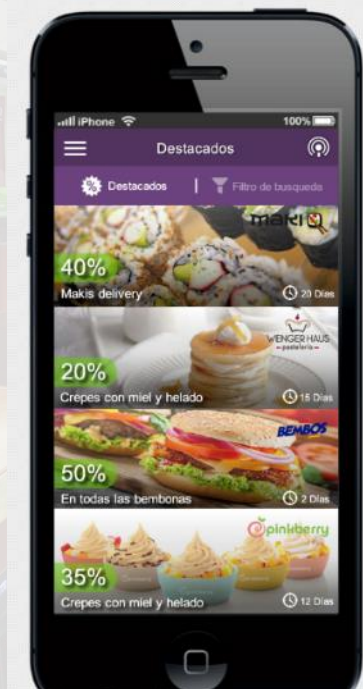 iPhone 100%
Destacados
Destacados | Filtro de busqueda
MAKI
40%
Makis delivery 20 Días
WENGER HAUS
pastelería
20%
Crepes con miel y helado 15 Días
BEMBOS
50%
En todas las bembonas 2 Días
pinkberry
35%
Crepes con miel y helado 12 Días